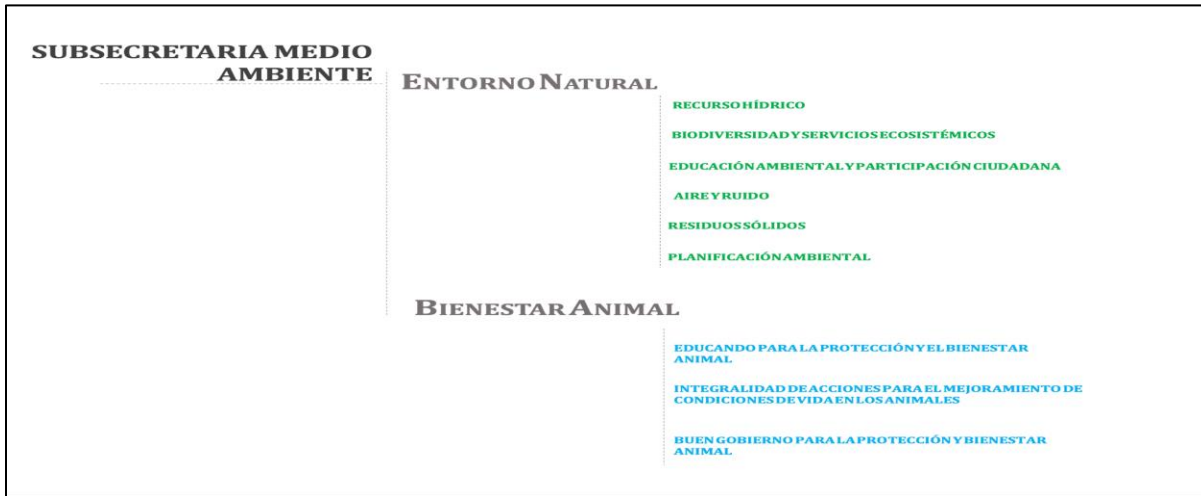 SUBSECRETARIA MEDIO
AMBIENTE
ENTORNO NATURAL
RECURSO HÍDRICO
BIODIVERSIDAD Y SERVICIOS ECOSISTÉMICOS
EDUCACIÓN AMBIENTAL Y PARTICIPACIÓN CIUDADANA
AIRE Y RUIDO
RESIDUOS SÓLIDOS
PLANIFICACIÓN AMBIENTAL
BIENESTAR ANIMAL
EDUCANDO PARA LA PROTECCIÓN Y EL BIENESTAR
ANIMAL
INTEGRALIDAD DE ACCIONES PARA EL MEJORAMIENTO DE
CONDICIONES DE VIDA EN LOS ANIMALES
BUEN GOBIERNO PARA LA PROTECCIÓN Y BIENESTAR
ANIMAL